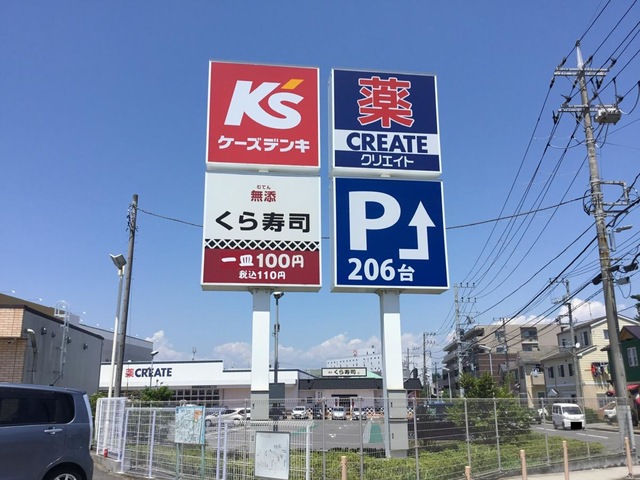 K's
ケーズデンキ
薬
CREATE
クリエイト
むてん
無添
くら寿司
一皿100円
税込110円
P
206台
薬 CREATE
くら寿司